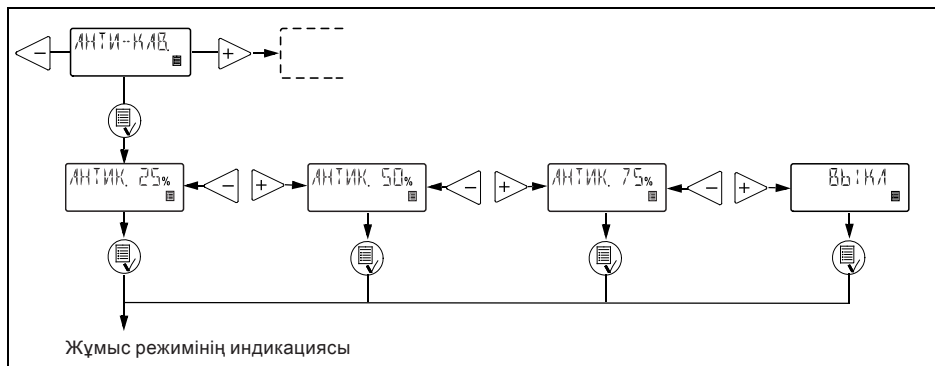 АНТИ-КАВ.
АНТИК. 25%
АНТИК. 50%
АНТИК. 75%
ВЫКЛ
Жұмыс режимінің индикациясы